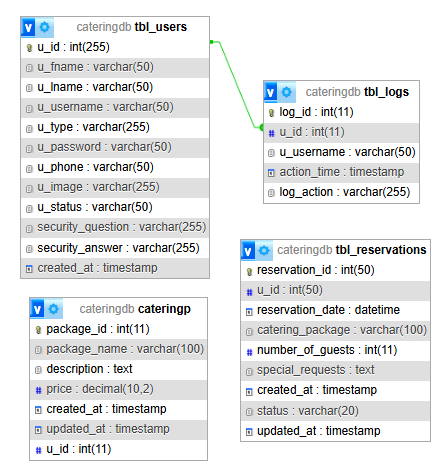 cateringdb tbl_users
u_id : int(255)
u_fname : varchar(50)
u_lname : varchar(50)
u_username : varchar(50)
u_type : varchar(255)
u_password : varchar(50)
u_phone : varchar(50)
u_image : varchar(255)
u_status : varchar(50)
security_question : varchar(255)
security_answer : varchar(255)
created_at : timestamp
cateringdb tbl_logs
log_id : int(11)
u_id : int(11)
u_username : varchar(50)
action_time : timestamp
log_action : varchar(255)
cateringdb cateringp
package_id : int(11)
package_name : varchar(100)
description : text
price : decimal(10,2)
created_at : timestamp
updated_at : timestamp
u_id : int(11)
cateringdb tbl_reservations
reservation_id : int(50)
u_id : int(50)
reservation_date : datetime
catering_package : varchar(100)
number_of_guests : int(11)
special_requests : text
created_at : timestamp
status : varchar(20)
updated_at : timestamp